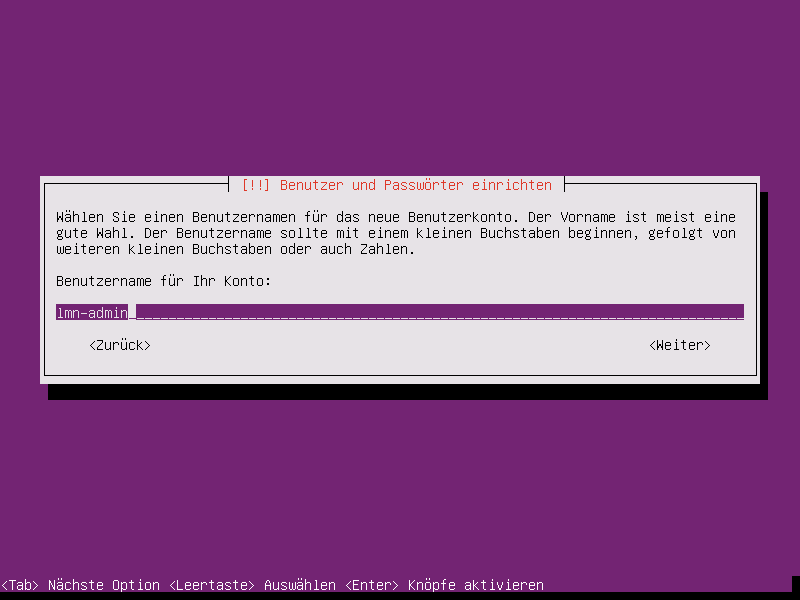 [!!] Benutzer und Passwörter einrichten
Wählen Sie einen Benutzernamen für das neue Benutzerkonto. Der Vorname ist meist eine
gute Wahl. Der Benutzername sollte mit einem kleinen Buchstaben beginnen, gefolgt von
weiteren kleinen Buchstaben oder auch Zahlen.
Benutzername für Ihr Konto:
lmn-admin
<Zurück> <Weiter>
<Tab> Nächste Option <Leertaste> Auswählen <Enter> Knöpfe aktivieren